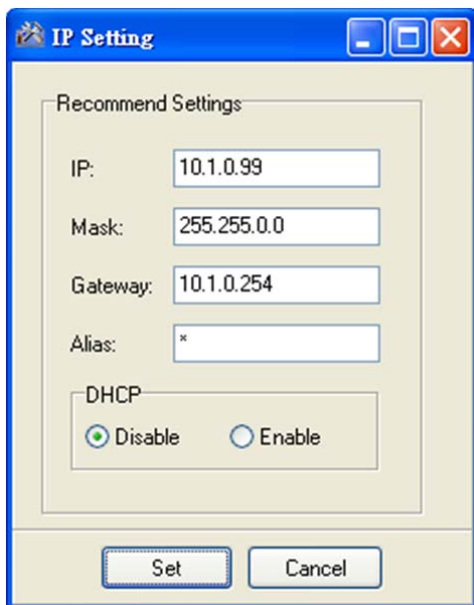 IP Setting
Recommend Settings
IP: 10.1.0.99
Mask: 255.255.0.0
Gateway: 10.1.0.254
Alias: *
DHCP
Disable Enable
Set Cancel